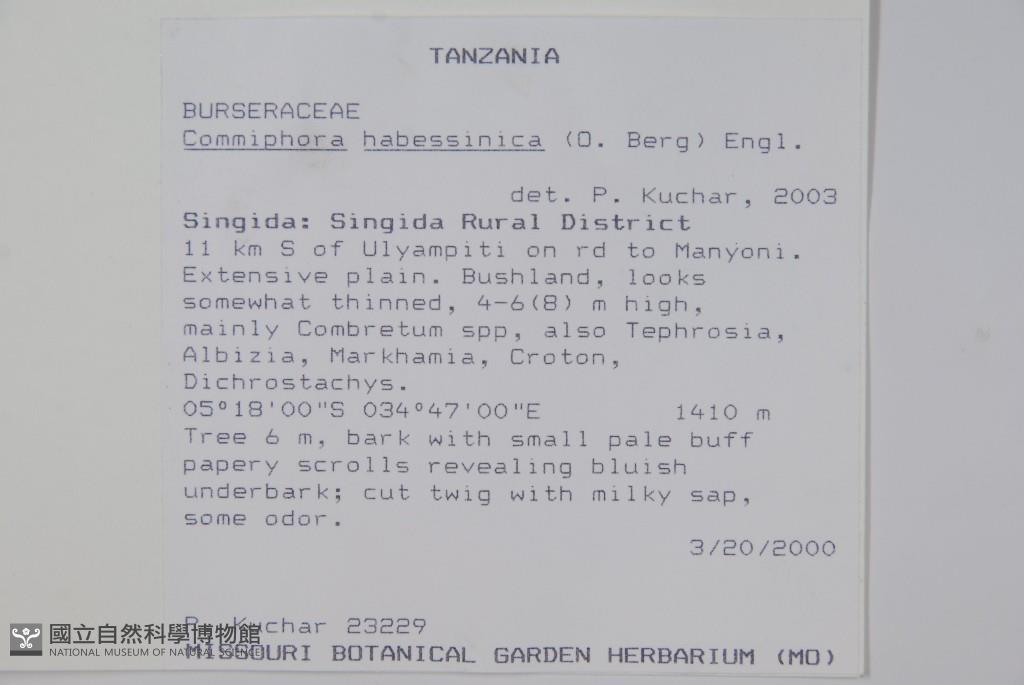 TANZANIA
BURSERACEAE
Commiphora habessinica (O. Berg) Engl.
det. P. Kuchar, 2003
Singida: Singida Rural District
11 km S of Ulyampiti on rd to Manyoni.
Extensive plain. Bushland, looks
somewhat thinned, 4-6(8) m high,
mainly Combretum spp, also Tephrosia,
Albizia, Markhamia, Croton,
Dichrostachys.
05°18'00"S 034°47'00"E 1410 m
Tree 6 m, bark with small pale buff
papery scrolls revealing bluish
underbark; cut twig with milky sap,
some odor.
3/20/2000
P. Kuchar 23229
MISSOURI BOTANICAL GARDEN HERBARIUM (MO)
國立自然科學博物館
NATIONAL MUSEUM OF NATURAL SCIENCE